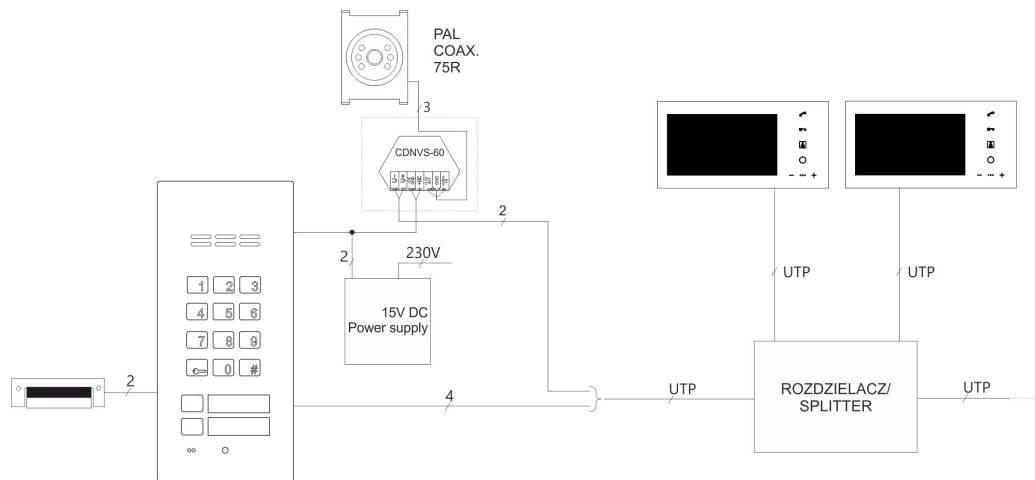 PAL
COAX.
75R
3
CDNVS-60
2
2
230V
15V DC
Power supply
1 2 3
4 5 6
7 8 9
0 #
2
4
UTP
UTP
UTP
ROZDZIELACZ/
SPLITTER
UTP